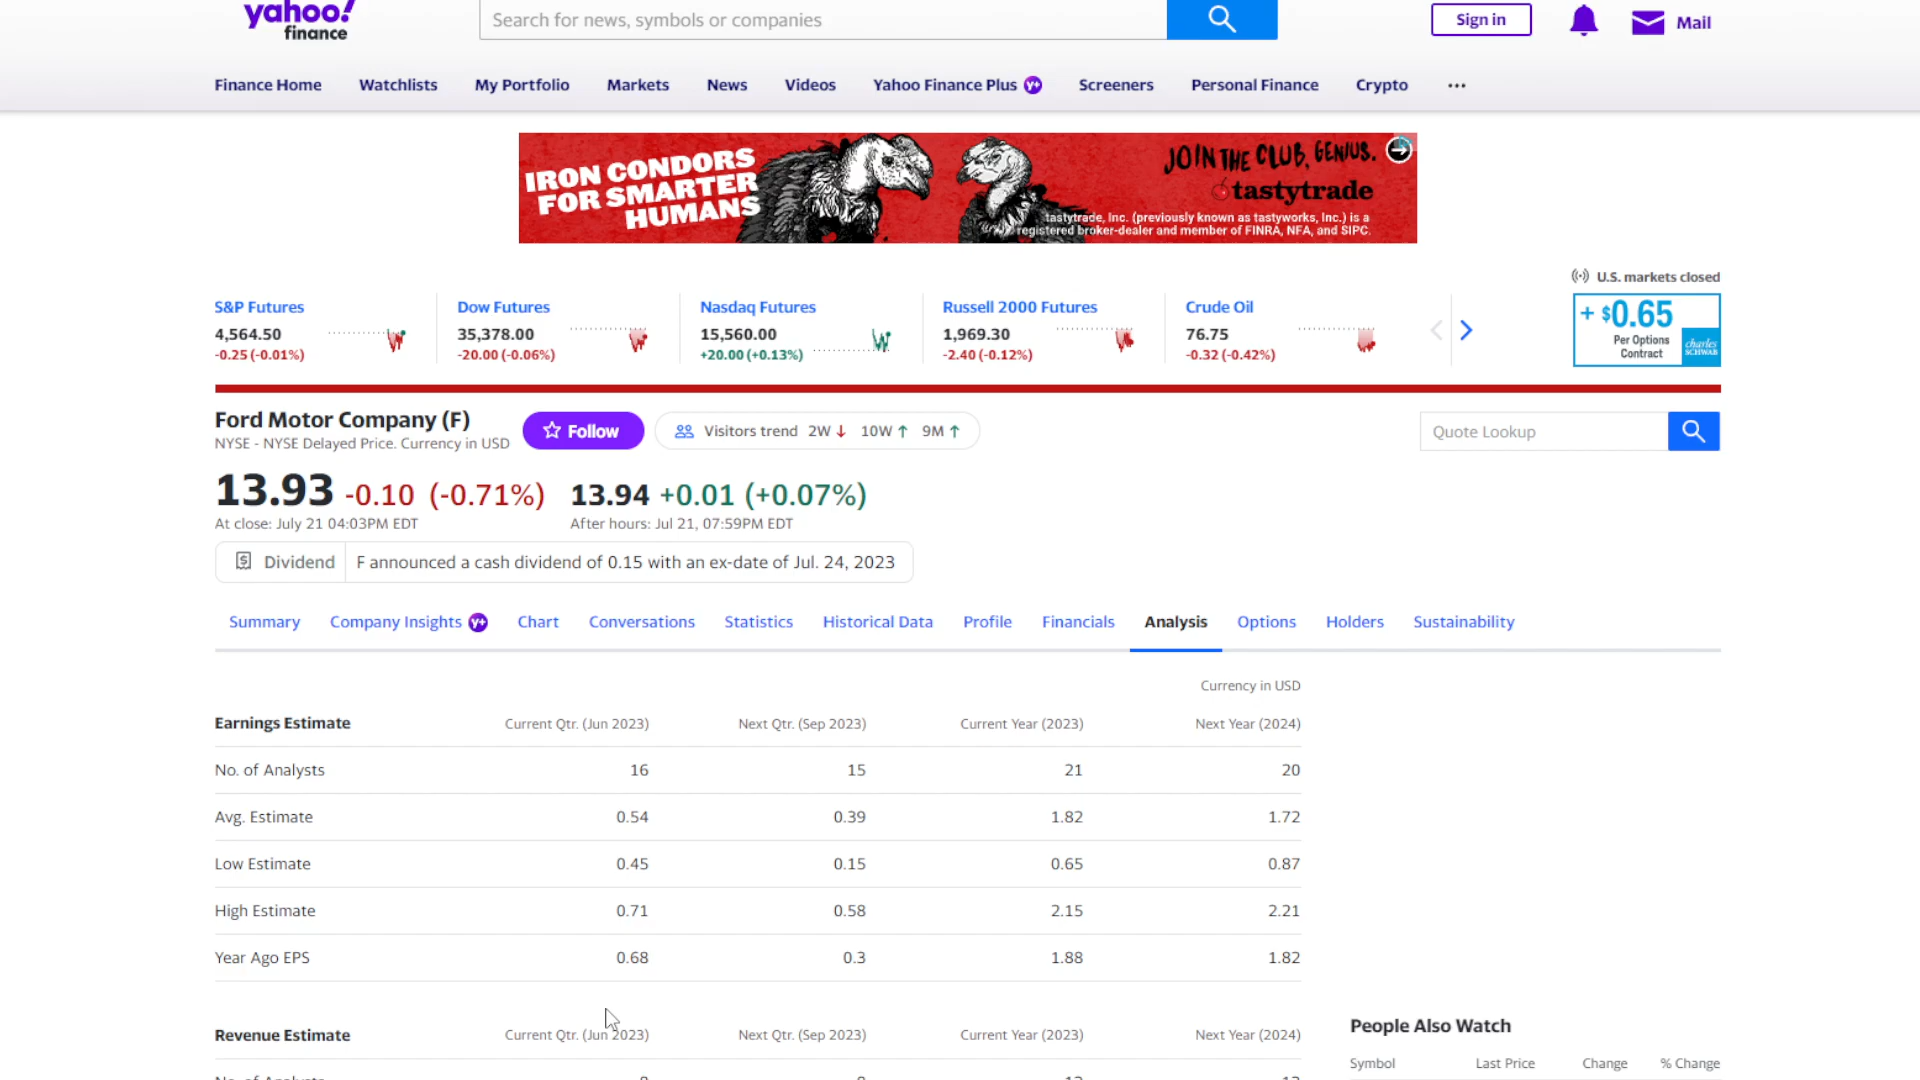 yahoo!
finance
Search for news, symbols or companies
Sign in
Mail
Finance Home Watchlists My Portfolio Markets News Videos Yahoo Finance Plus Y+ Screeners Personal Finance Crypto ...
IRON CONDORS
FOR SMARTER
HUMANS
JOIN THE CLUB, GENIUS.
tastytrade
tastytrade, Inc. (previously known as tastyworks, Inc.) is a
registered broker-dealer and member of FINRA, NFA, and SIPC.
U.S. markets closed
S&P Futures
4,564.50
-0.25 (-0.01%)
Dow Futures
35,378.00
-20.00 (-0.06%)
Nasdaq Futures
15,560.00
+20.00 (+0.13%)
Russell 2000 Futures
1,969.30
-2.40 (-0.12%)
Crude Oil
76.75
-0.32 (-0.42%)
+ $0.65
Per Options
Contract
charles
SCHWAB
Ford Motor Company (F)
NYSE - NYSE Delayed Price. Currency in USD
Follow
Visitors trend 2W ↓ 10W ↑ 9M ↑
Quote Lookup
13.93 -0.10 (-0.71%)
At close: July 21 04:03PM EDT
13.94 +0.01 (+0.07%)
After hours: Jul 21, 07:59PM EDT
Dividend F announced a cash dividend of 0.15 with an ex-date of Jul. 24, 2023
Summary Company Insights Y+ Chart Conversations Statistics Historical Data Profile Financials Analysis Options Holders Sustainability
Currency in USD
Earnings Estimate Current Qtr. (Jun 2023) Next Qtr. (Sep 2023) Current Year (2023) Next Year (2024)
No. of Analysts 16 15 21 20
Avg. Estimate 0.54 0.39 1.82 1.72
Low Estimate 0.45 0.15 0.65 0.87
High Estimate 0.71 0.58 2.15 2.21
Year Ago EPS 0.68 0.3 1.88 1.82
Revenue Estimate Current Qtr. (Jun 2023) Next Qtr. (Sep 2023) Current Year (2023) Next Year (2024)
People Also Watch
Symbol Last Price Change % Change